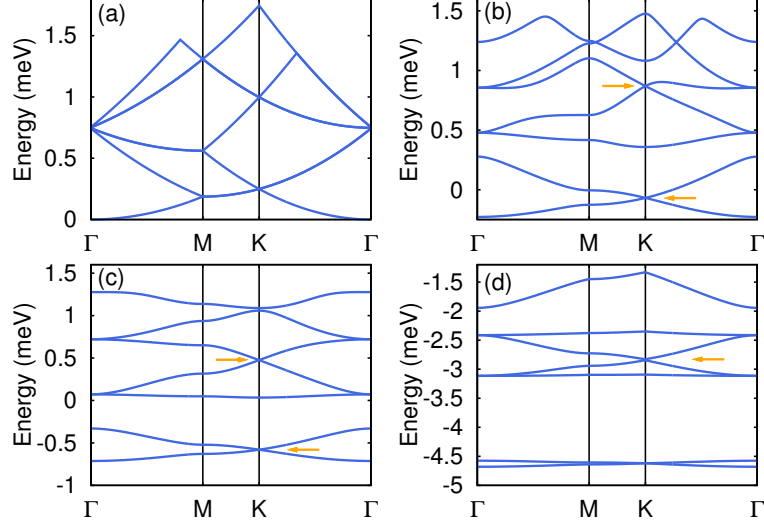 (a)
Energy (meV)
1.5
1
0.5
0
Γ M K Γ
(b)
Energy (meV)
1.5
1
0.5
0
Γ M K Γ
(c)
Energy (meV)
1.5
1
0.5
0
-0.5
-1
Γ M K Γ
(d)
Energy (meV)
-1.5
-2
-2.5
-3
-3.5
-4
-4.5
-5
Γ M K Γ